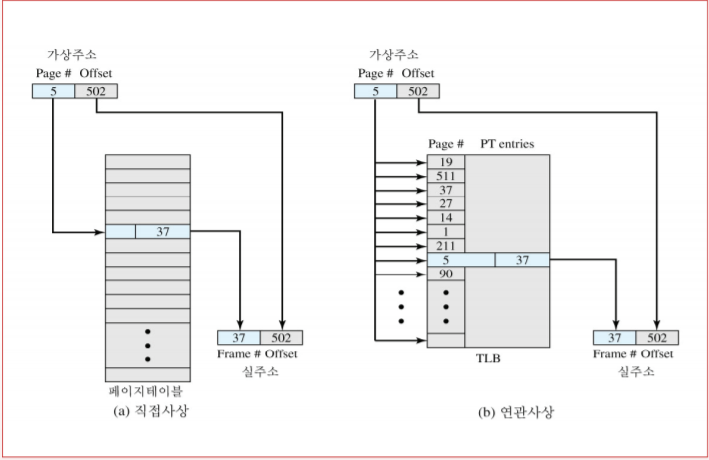 가상주소
Page # Offset
5 502
37
37 502
Frame # Offset
실주소
페이지테이블
(a) 직접사상
가상주소
Page # Offset
5 502
Page # PT entries
19
511
37
27
14
1
211
5 37
90
TLB
37 502
Frame # Offset
실주소
(b) 연관사상